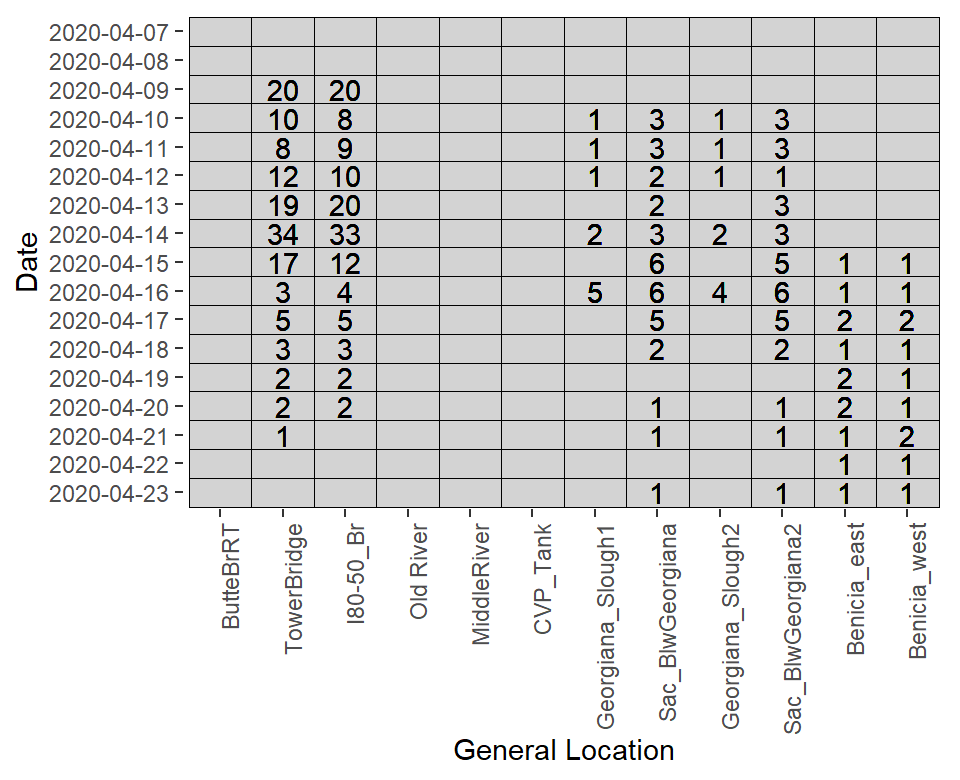 2020-04-07
2020-04-08
2020-04-09 20 20
2020-04-10 10 8 1 3 1 3
2020-04-11 8 9 1 3 1 3
2020-04-12 12 10 1 2 1 1
2020-04-13 19 20 2 3
2020-04-14 34 33 2 3 2 3
2020-04-15 17 12 6 5 1 1
2020-04-16 3 4 5 6 4 6 1 1
2020-04-17 5 5 5 5 2 2
2020-04-18 3 3 2 2 1 1
2020-04-19 2 2 2 1
2020-04-20 2 2 1 1 2 1
2020-04-21 1 1 1 1 2
2020-04-22 1 1
2020-04-23 1 1 1 1
Date
ButteBrRT
TowerBridge
I80-50_Br
Old River
MiddleRiver
CVP_Tank
Georgiana_Slough1
Sac_BlwGeorgiana
Georgiana_Slough2
Sac_BlwGeorgiana2
Benicia_east
Benicia_west
General Location